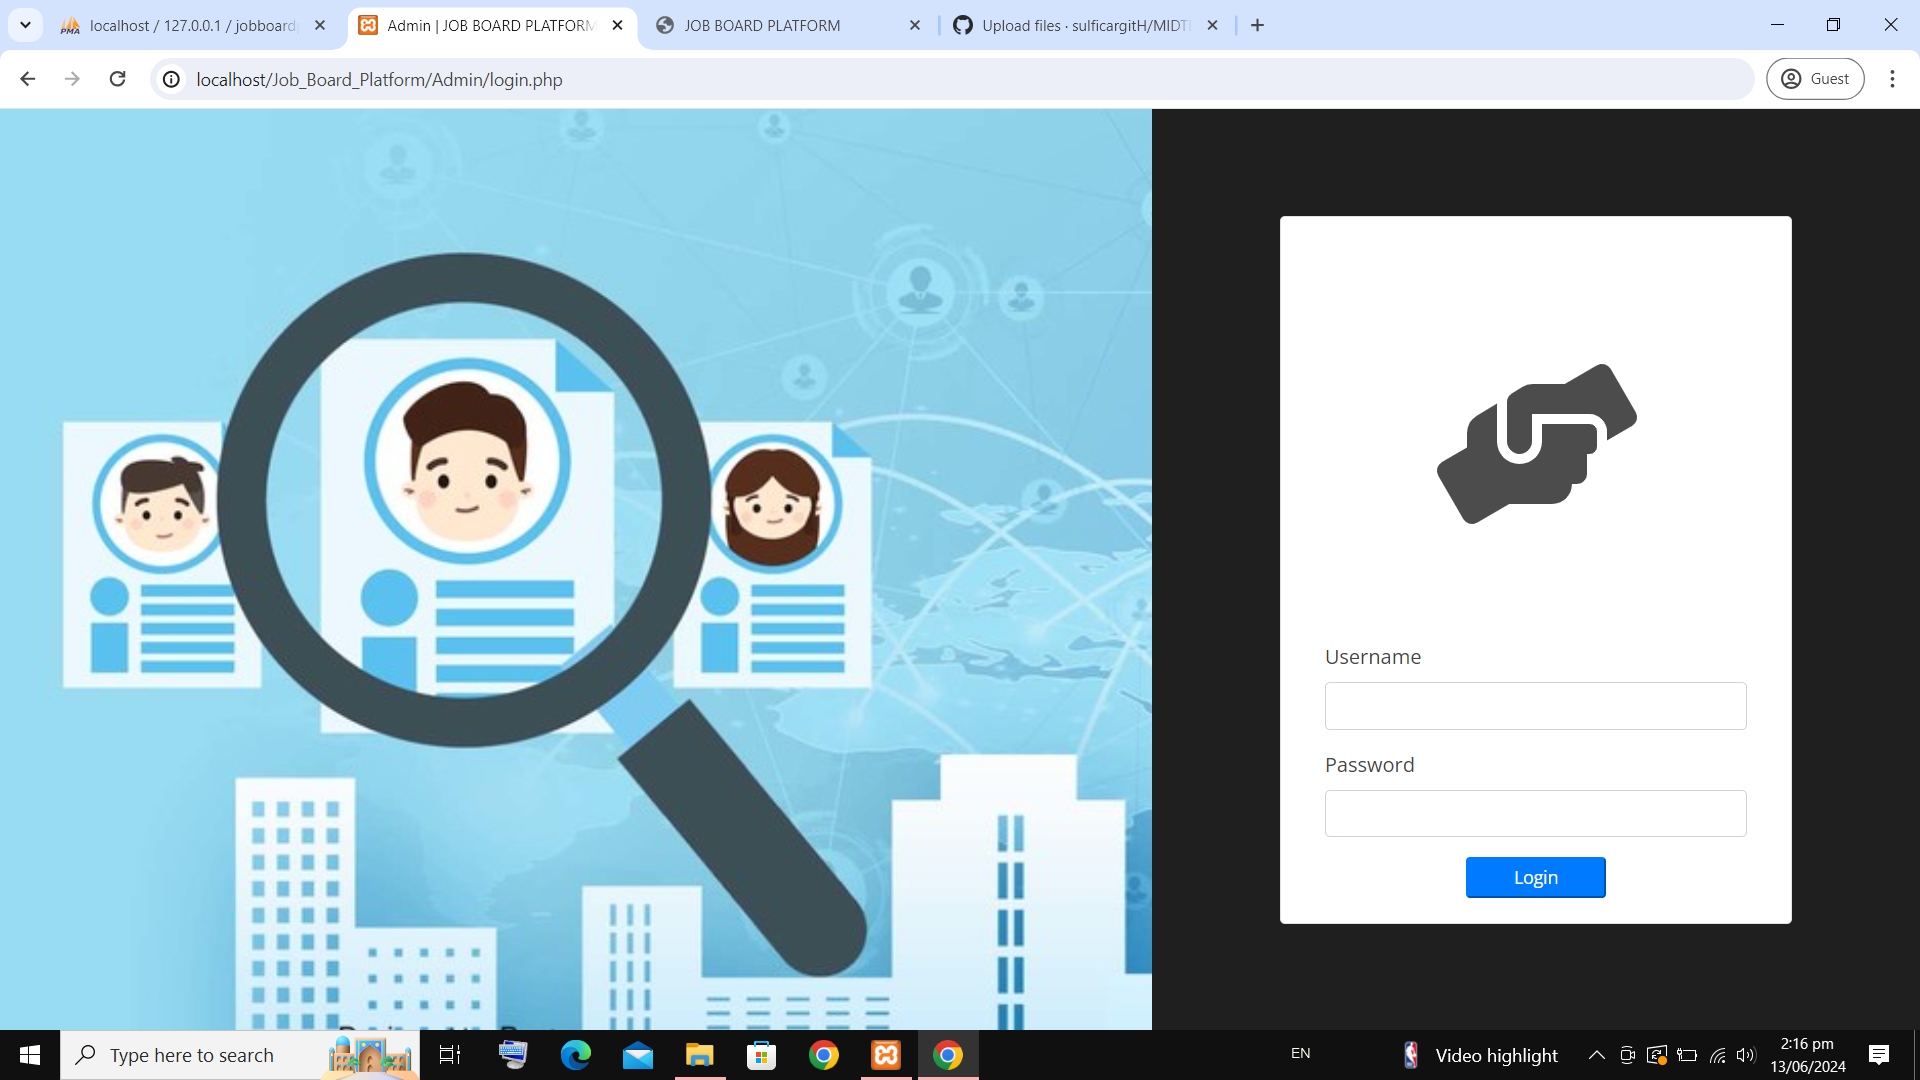 localhost / 127.0.0.1 / jobboard
Admin | JOB BOARD PLATFORM
JOB BOARD PLATFORM
Upload files · sulficargitH/MIDT
localhost/Job_Board_Platform/Admin/login.php
Guest
Username
Password
Login
Type here to search
EN
Video highlight
2:16 pm
13/06/2024